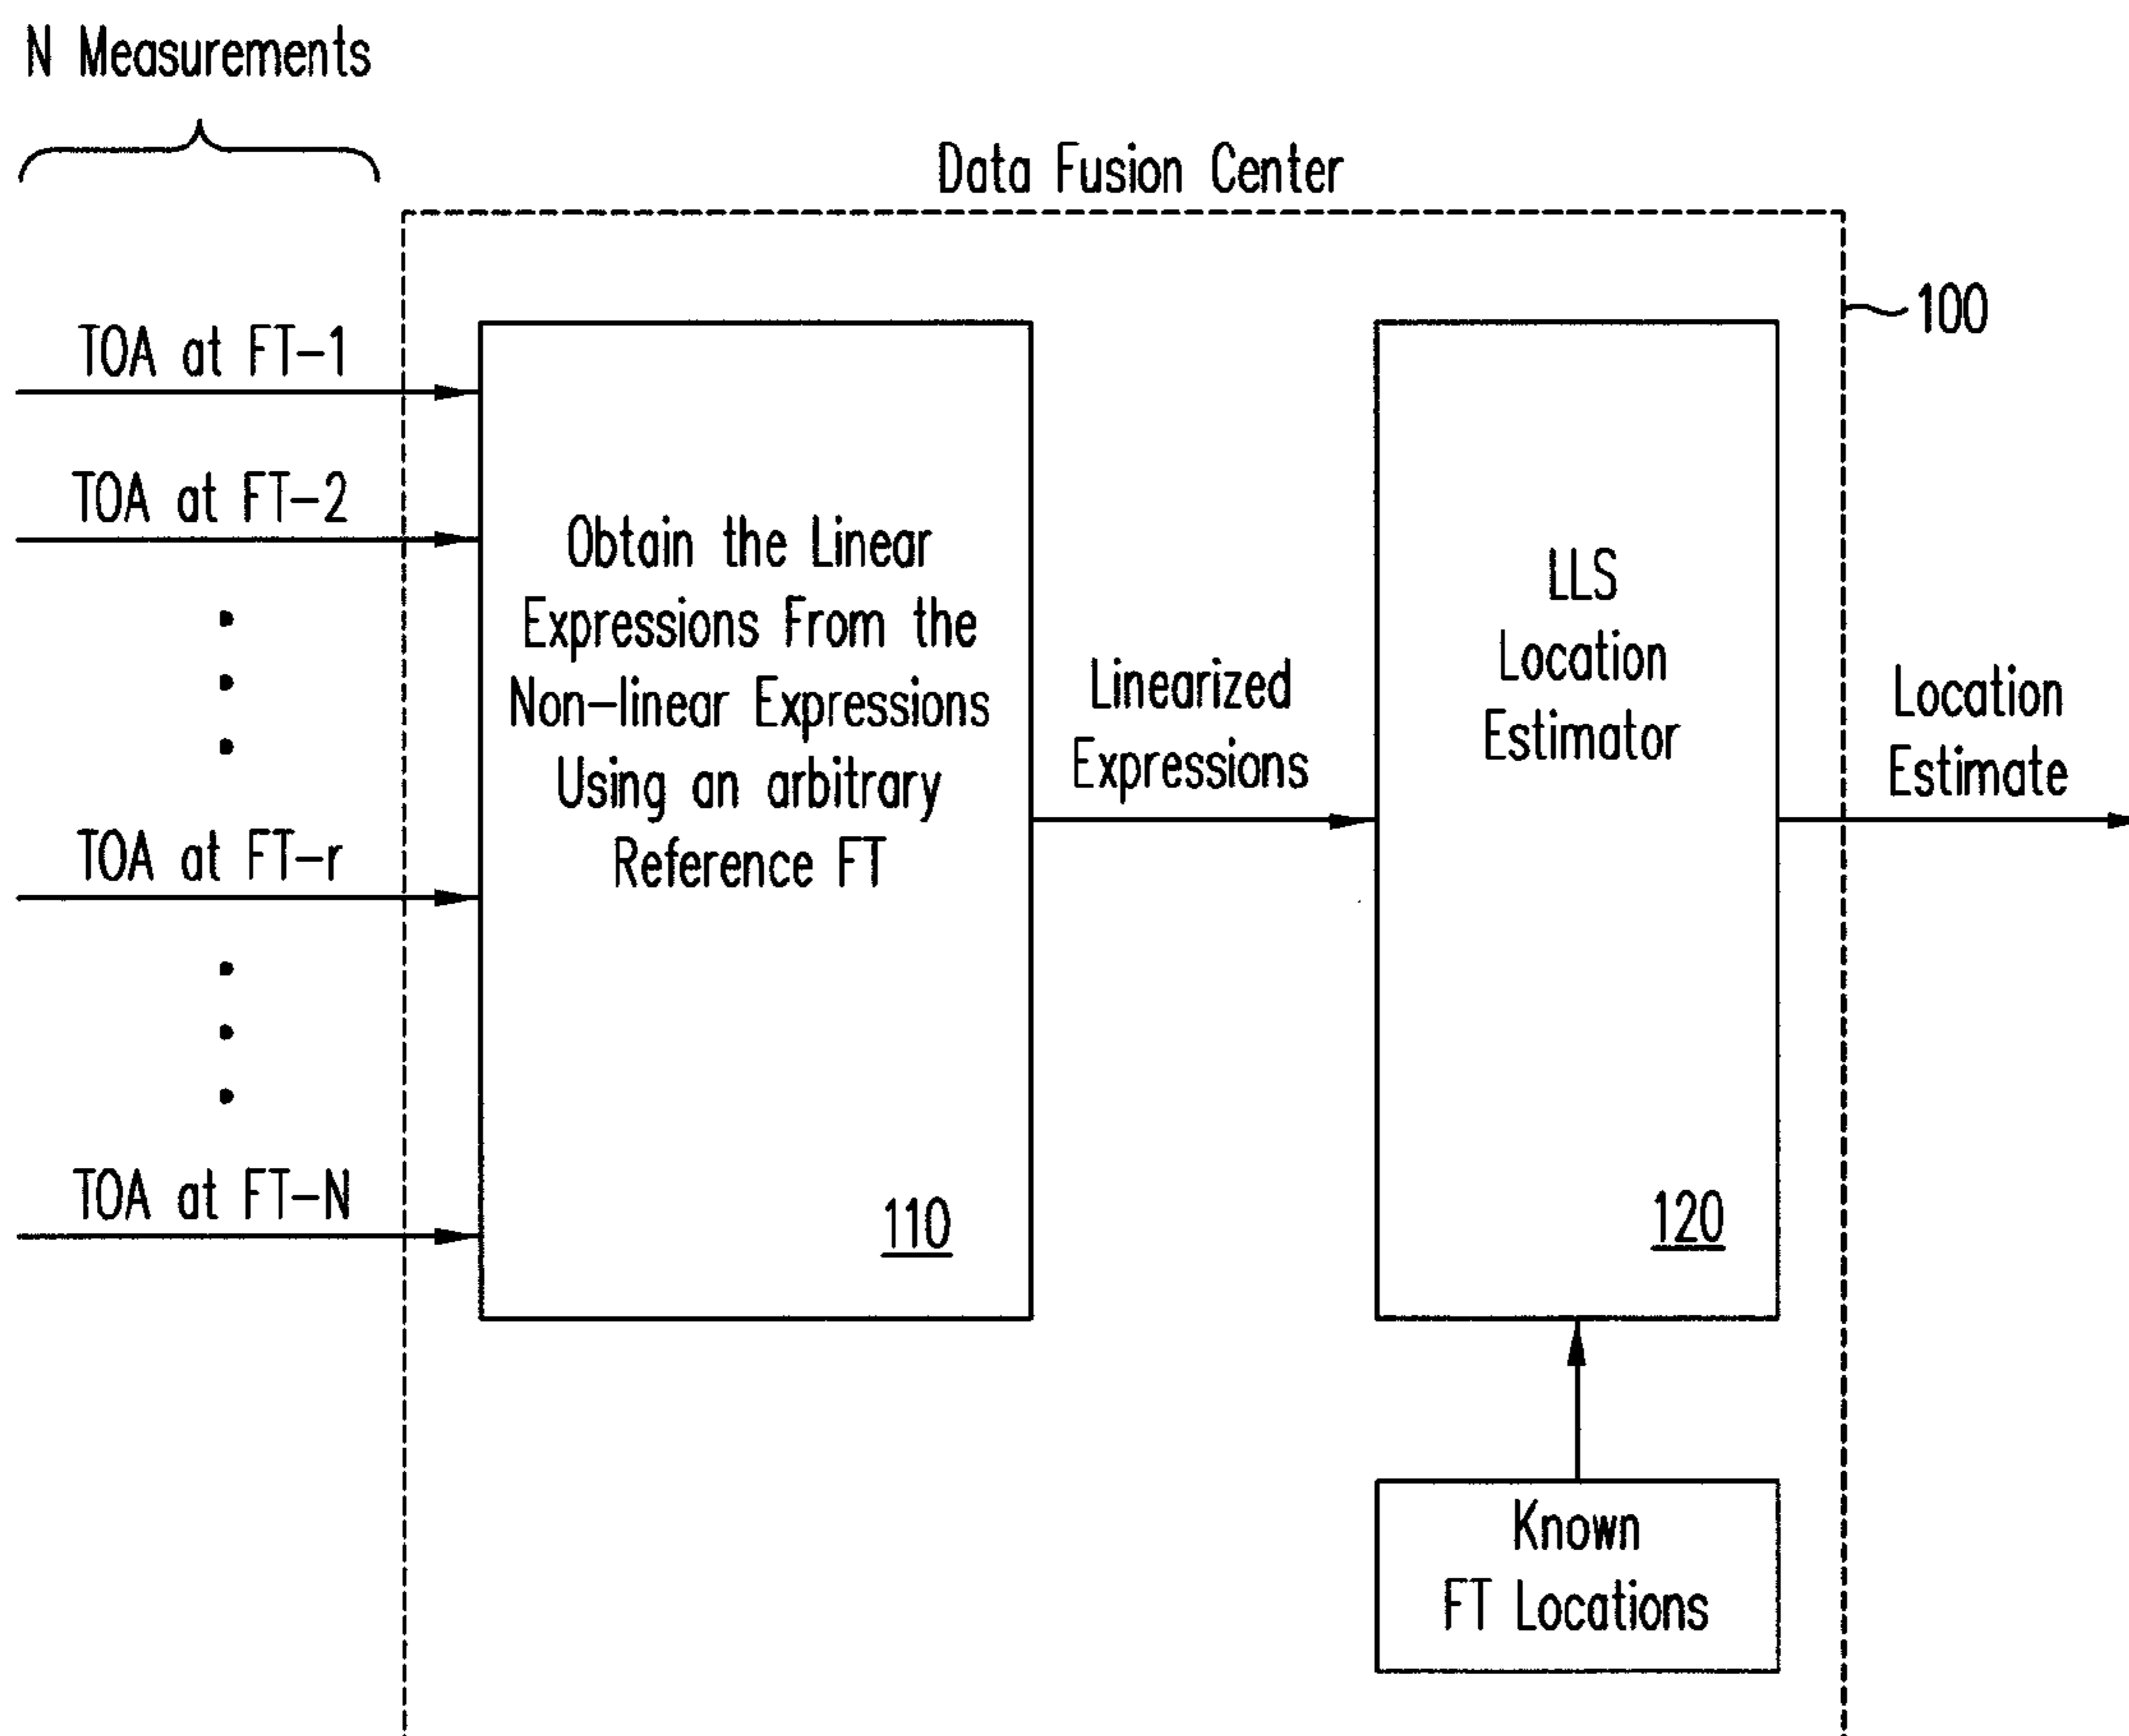 N Measurements
Data Fusion Center
100
TOA at FT-1
TOA at FT-2
TOA at FT-r
TOA at FT-N
Obtain the Linear
Expressions From the
Non-linear Expressions
Using an arbitrary
Reference FT
110
Linearized
Expressions
LLS
Location
Estimator
120
Location
Estimate
Known
FT Locations